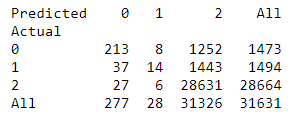 Predicted 0 1 2 All
Actual
0 213 8 1252 1473
1 37 14 1443 1494
2 27 6 28631 28664
All 277 28 31326 31631